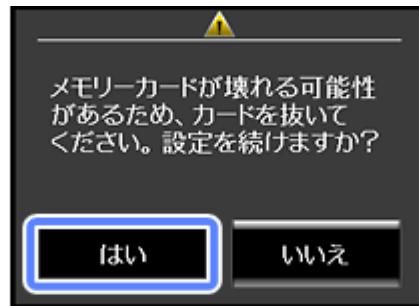 メモリーカードが壊れる可能性
があるため、カードを抜いて
ください。設定を続けますか?
はい
いいえ